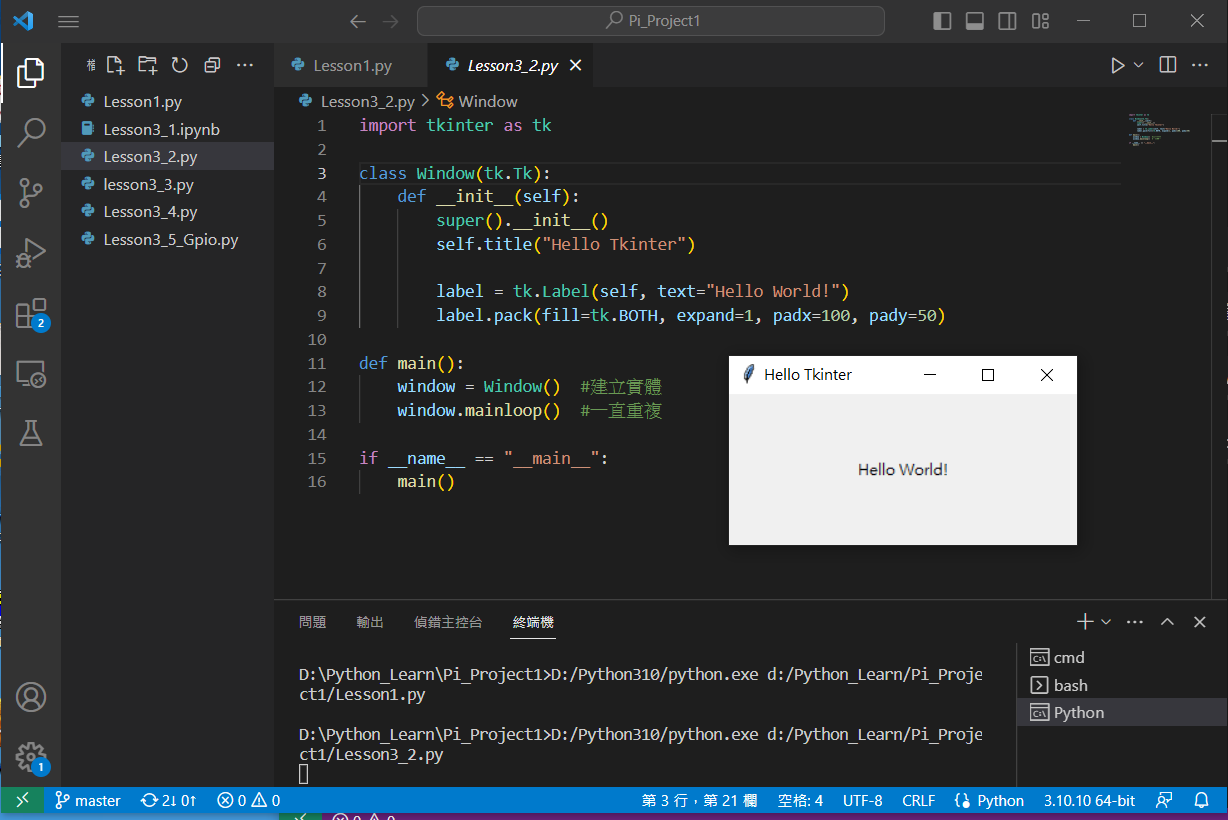 Pi_Project1
Lesson1.py
Lesson3_1.ipynb
Lesson3_2.py
lesson3_3.py
Lesson3_4.py
Lesson3_5_Gpio.py
2
1
Lesson1.py
Lesson3_2.py
Lesson3_2.py > Window
1 import tkinter as tk
2
3 class Window(tk.Tk):
4     def __init__(self):
5         super().__init__()
6         self.title("Hello Tkinter")
7
8         label = tk.Label(self, text="Hello World!")
9         label.pack(fill=tk.BOTH, expand=1, padx=100, pady=50)
10
11 def main():
12     window = Window()  #建立實體
13     window.mainloop()  #一直重複
14
15 if __name__ == "__main__":
16     main()
Hello Tkinter
Hello World!
問題 輸出 偵錯主控台 終端機
D:\Python_Learn\Pi_Project1>D:/Python310/python.exe d:/Python_Learn/Pi_Proje
ct1/Lesson1.py
D:\Python_Learn\Pi_Project1>D:/Python310/python.exe d:/Python_Learn/Pi_Proje
ct1/Lesson3_2.py
cmd
bash
Python
master 2↓ 0↑ 0 0 第 3 行，第 21 欄 空格: 4 UTF-8 CRLF Python 3.10.10 64-bit